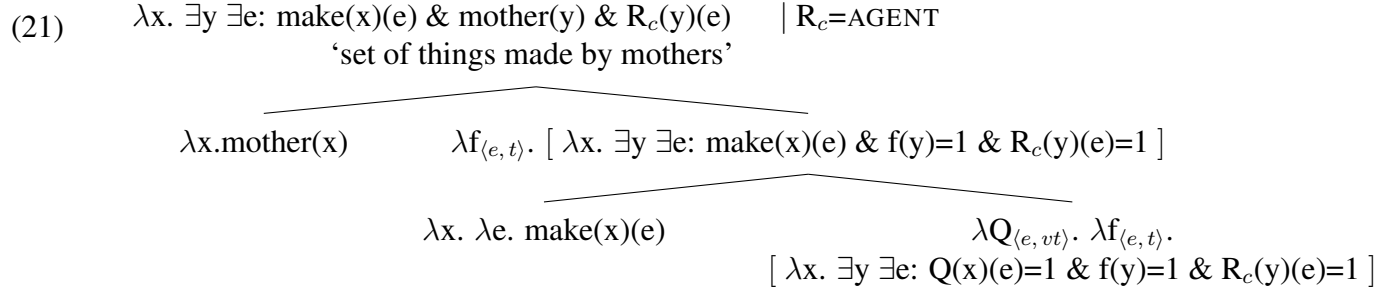 (21) λx. ∃y ∃e: make(x)(e) & mother(y) & R_c(y)(e) | R_c=AGENT
‘set of things made by mothers’
λx.mother(x) λf_⟨e, t⟩. [ λx. ∃y ∃e: make(x)(e) & f(y)=1 & R_c(y)(e)=1 ]
λx. λe. make(x)(e) λQ_⟨e, vt⟩. λf_⟨e, t⟩.
[ λx. ∃y ∃e: Q(x)(e)=1 & f(y)=1 & R_c(y)(e)=1 ]